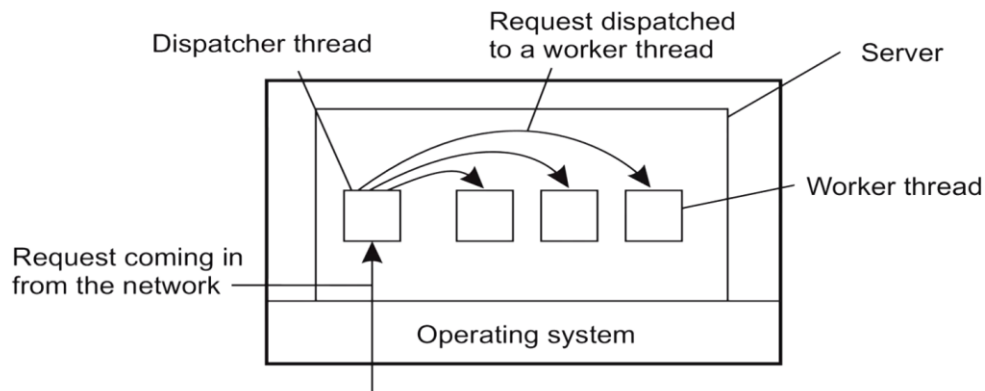 Request dispatched
to a worker thread
Dispatcher thread
Server
Worker thread
Request coming in
from the network
Operating system